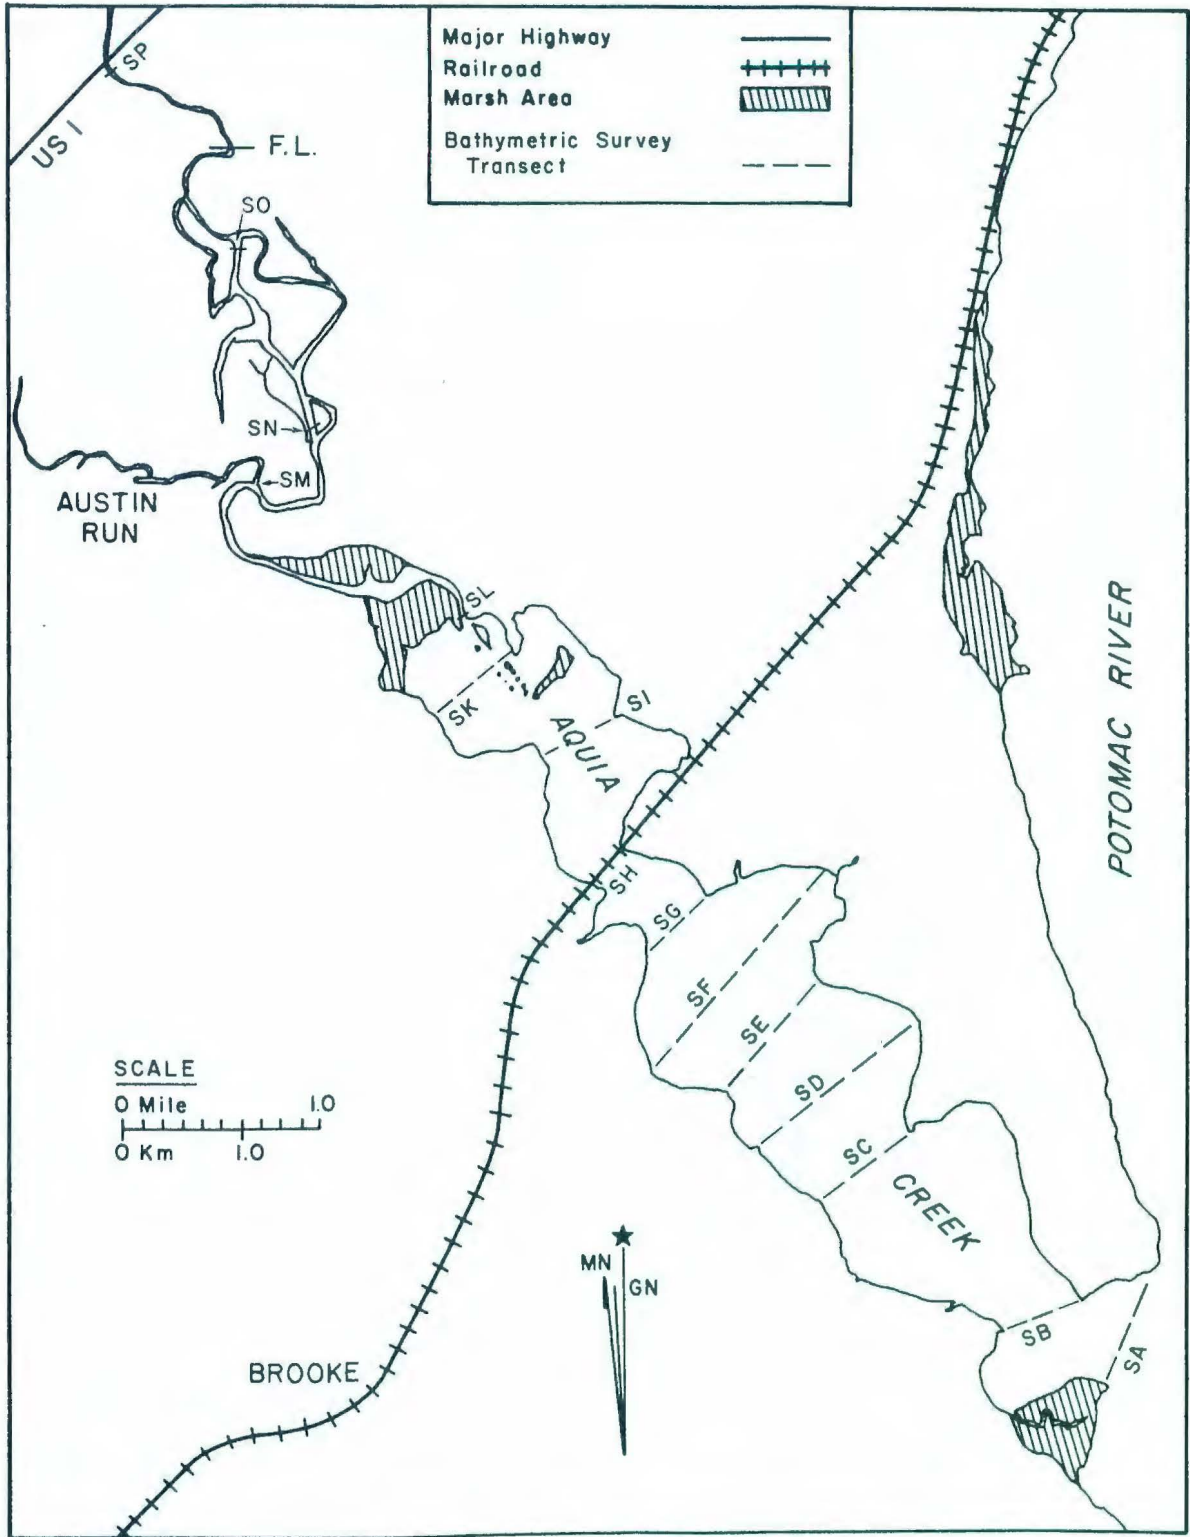 Major Highway
Railroad
Marsh Area
Bathymetric Survey
Transect
SP
US 1
F.L.
SO
SN
SM
AUSTIN
RUN
SL
SK
SI
AQUIA
POTOMAC RIVER
SH
SG
SF
SE
SD
SC
CREEK
SCALE
0 Mile 1.0
0 Km 1.0
MN
GN
SB
SA
BROOKE